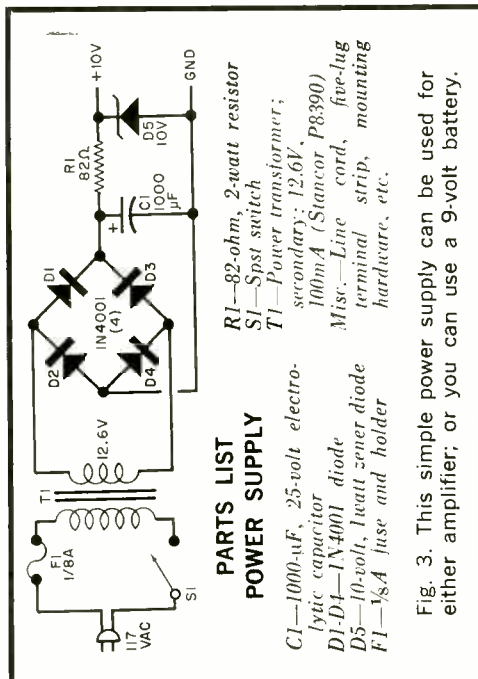 F1
1/8A
T1
117
VAC
S1
12.6V
D2
D1
1N4001
(4)
D4
D3
R1
82Ω
+
C1
1000
μF
D5
10V
+10V
GND
PARTS LIST
POWER SUPPLY
C1—1000-μF, 25-volt electro-
lytic capacitor
D1-D4—1N4001 diode
D5—10-volt, 1watt zener diode
F1—⅛A fuse and holder
R1—82-ohm, 2-watt resistor
S1—Spst switch
T1—Power transformer;
secondary: 12.6V,
100mA (Stancor P8390)
Misc.—Line cord, five-lug
terminal strip, mounting
hardware, etc.
Fig. 3. This simple power supply can be used for
either amplifier; or you can use a 9-volt battery.